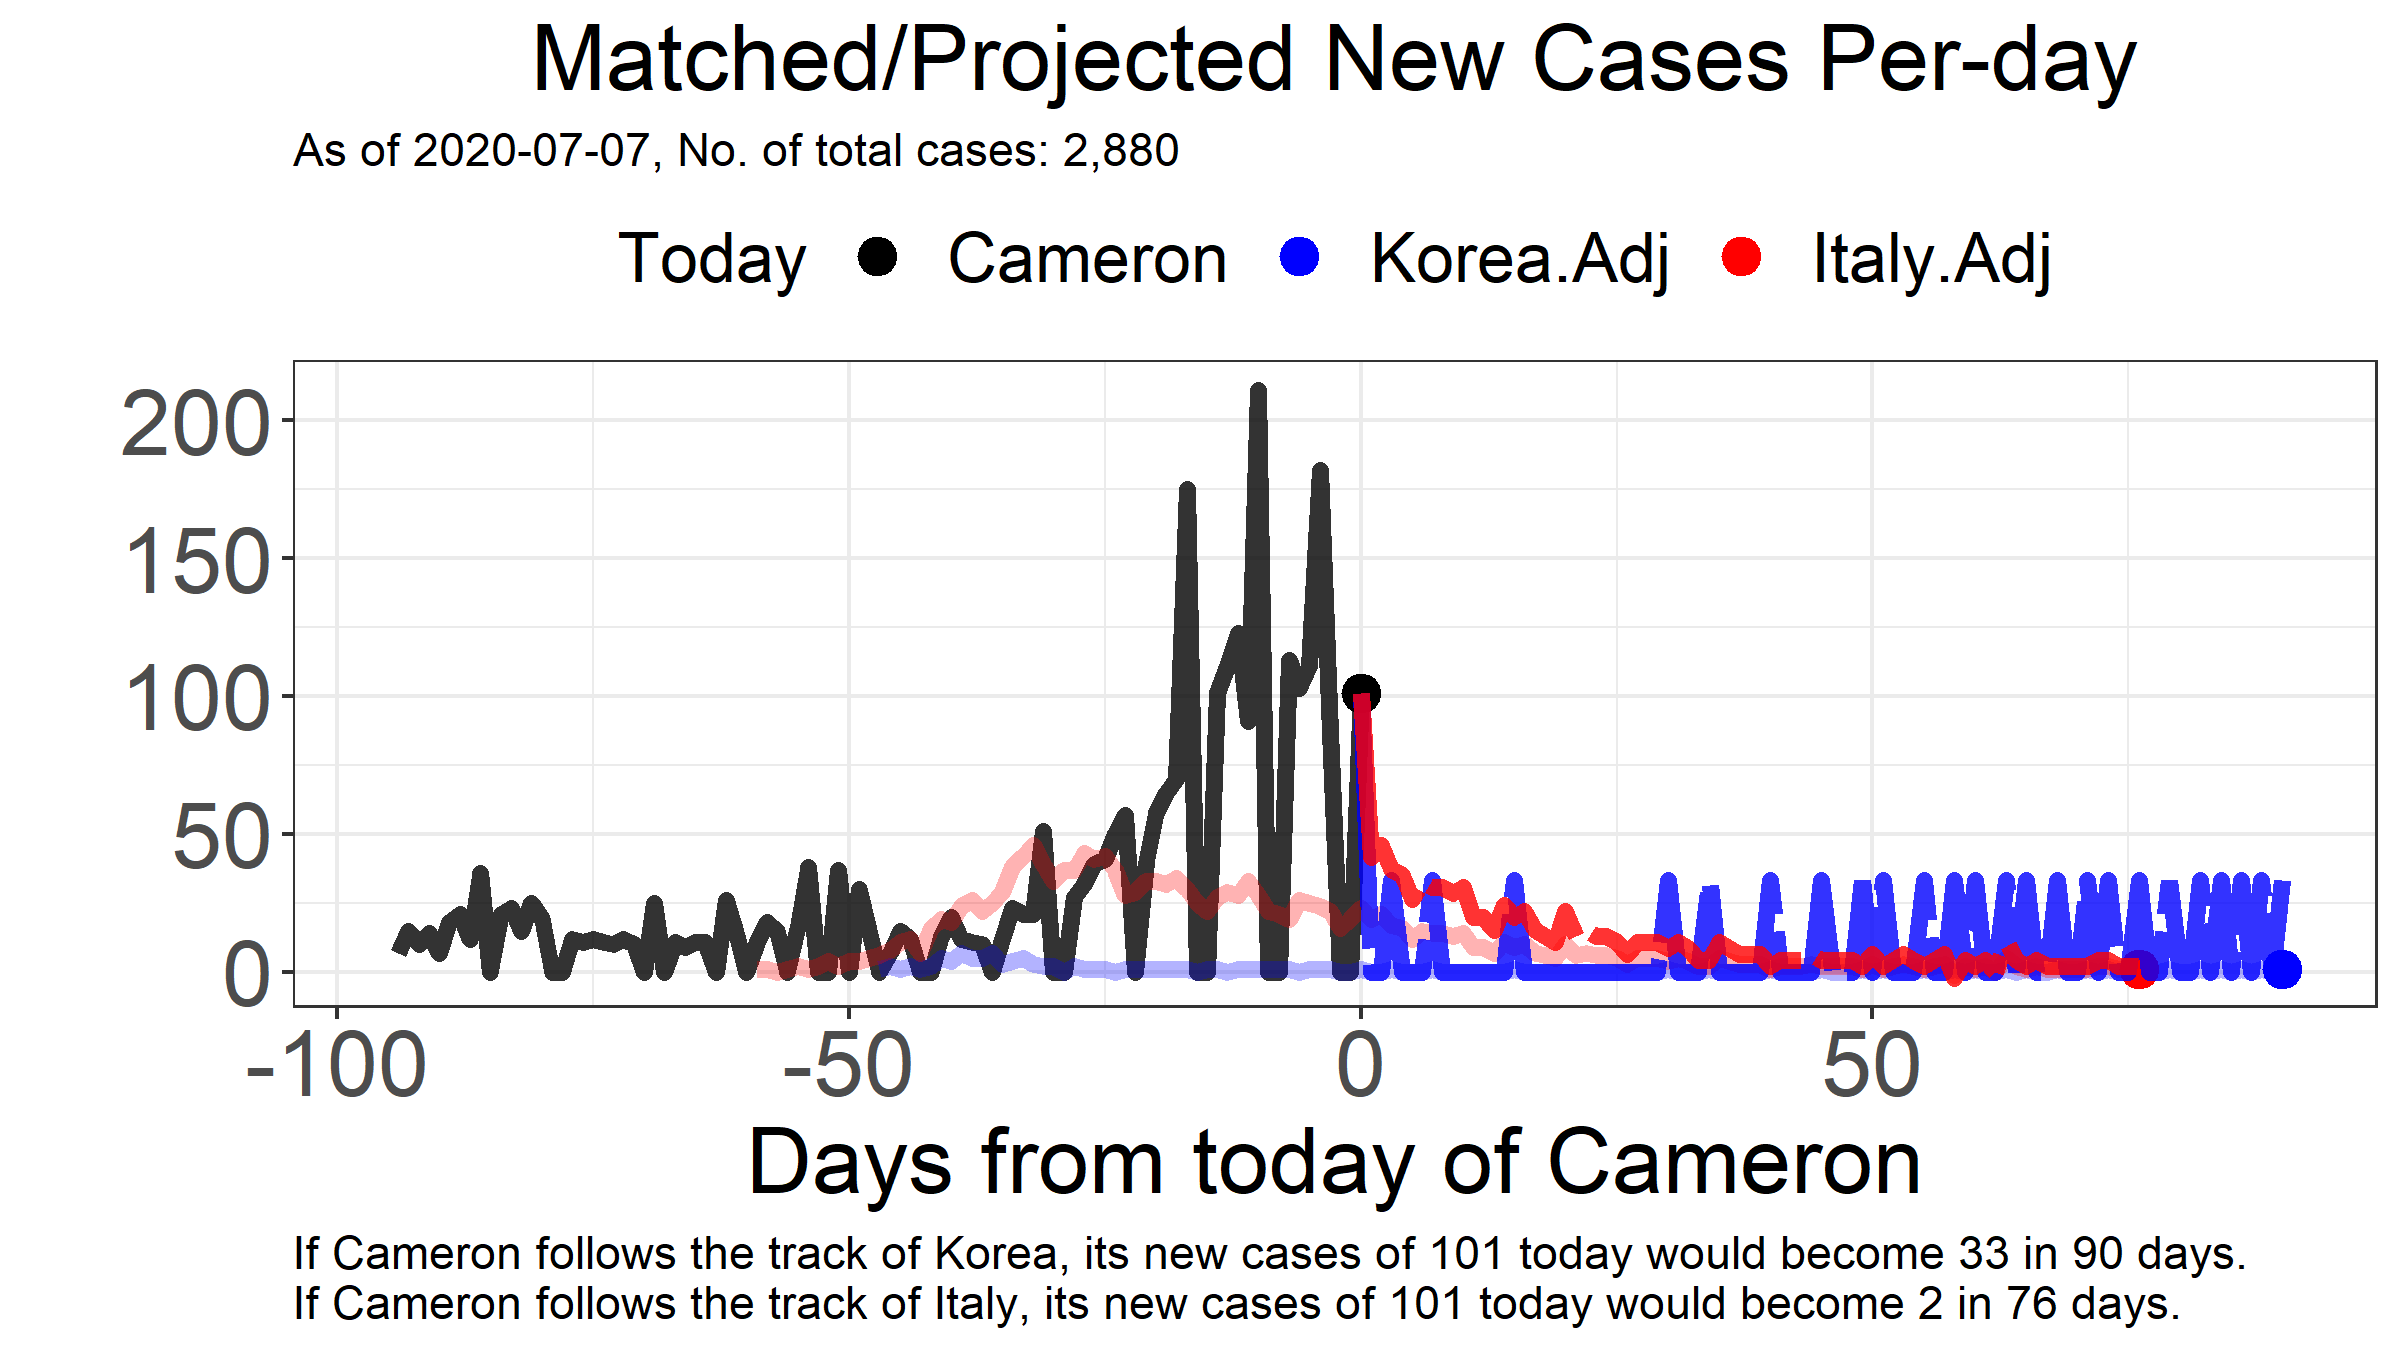 Matched/Projected New Cases Per-day
As of 2020-07-07, No. of total cases: 2,880
Today Cameron Korea.Adj Italy.Adj
200
150
100
50
0
-100 -50 0 50
Days from today of Cameron
If Cameron follows the track of Korea, its new cases of 101 today would become 33 in 90 days.
If Cameron follows the track of Italy, its new cases of 101 today would become 2 in 76 days.